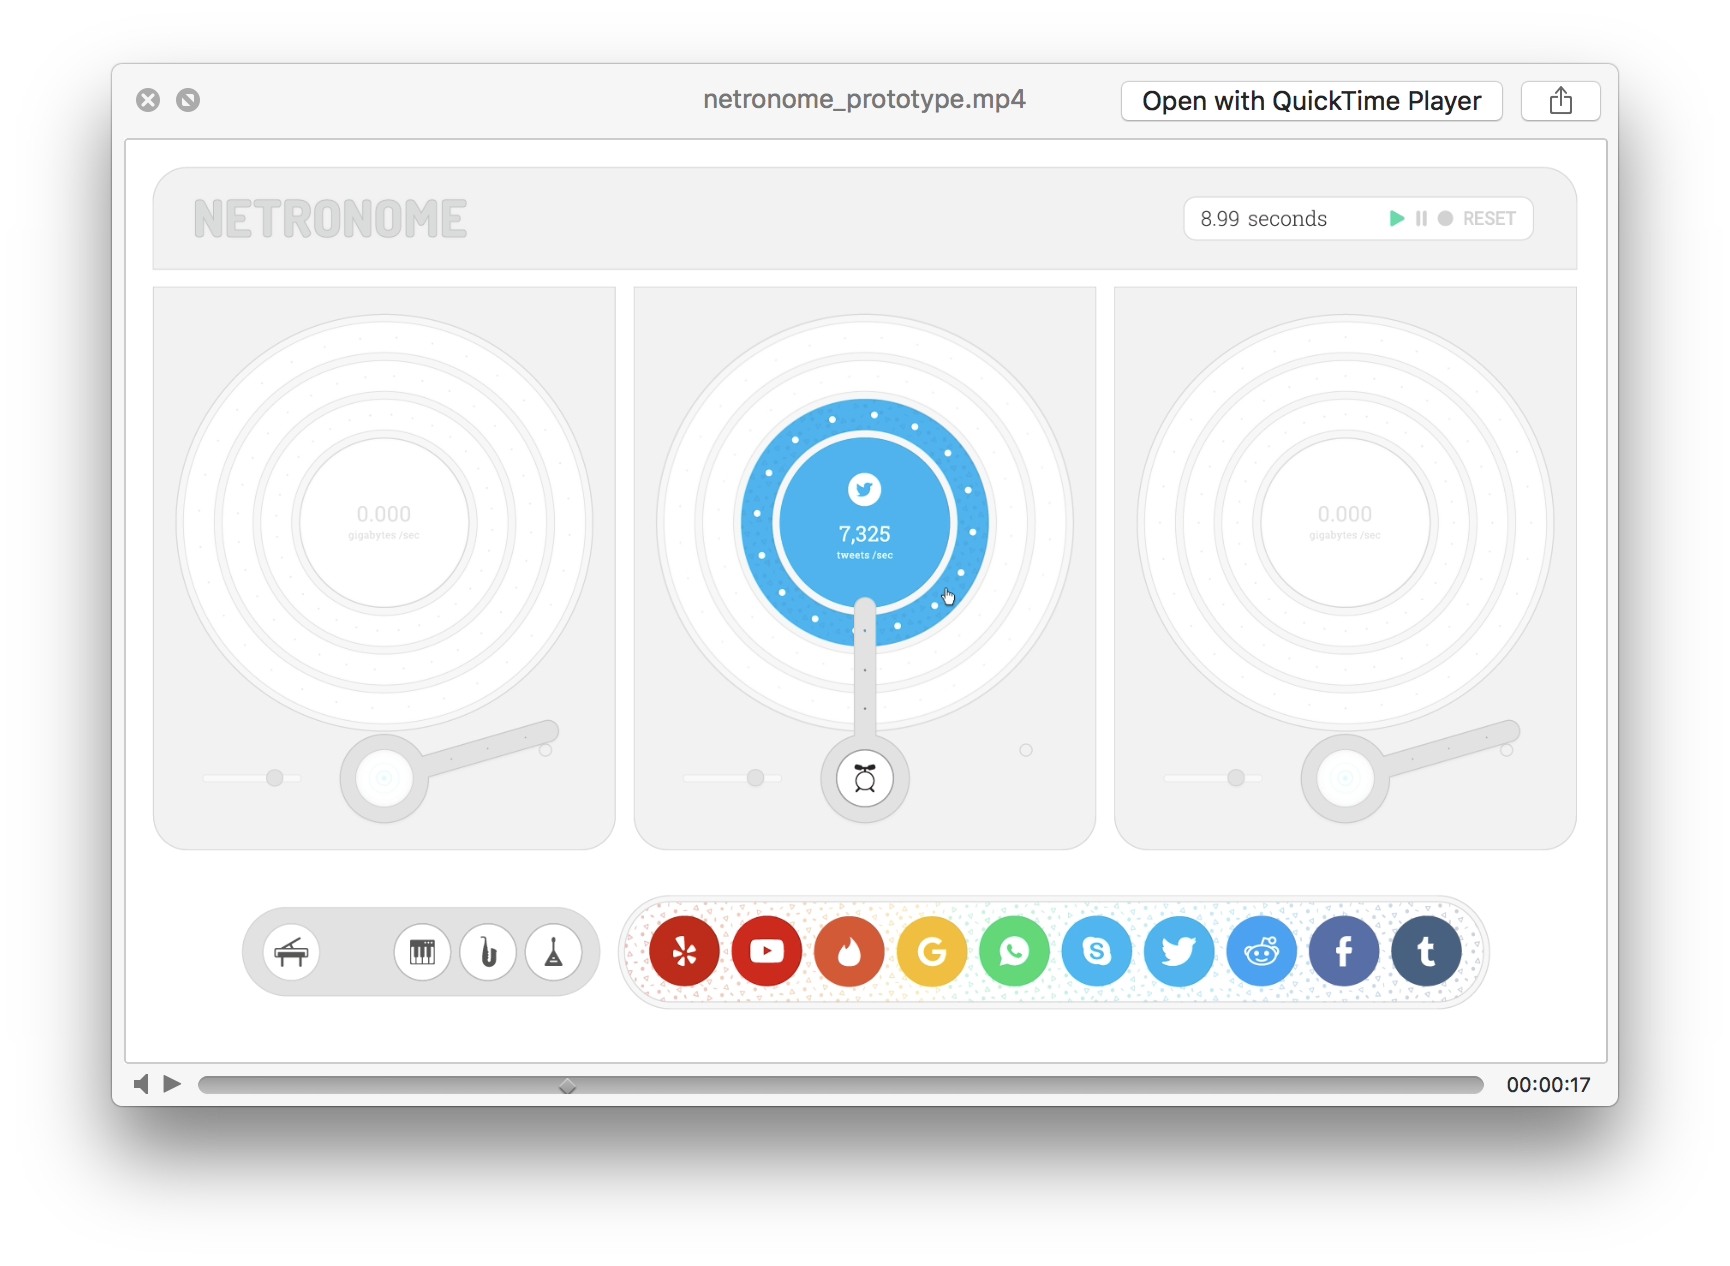 netronome_prototype.mp4
Open with QuickTime Player
NETRONOME
8.99 seconds
RESET
0.000
gigabytes /sec
7,325
tweets /sec
0.000
gigabytes /sec
00:00:17